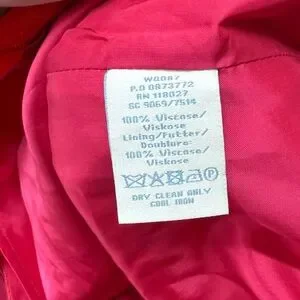 WQ087
P.O 0873772
RN 118027
SC 9069/7514
100% Viscose/
Viskose
Lining/Futter/
Doublure:
100% Viscose/
Viskose
DRY CLEAN ONLY
COOL IRON